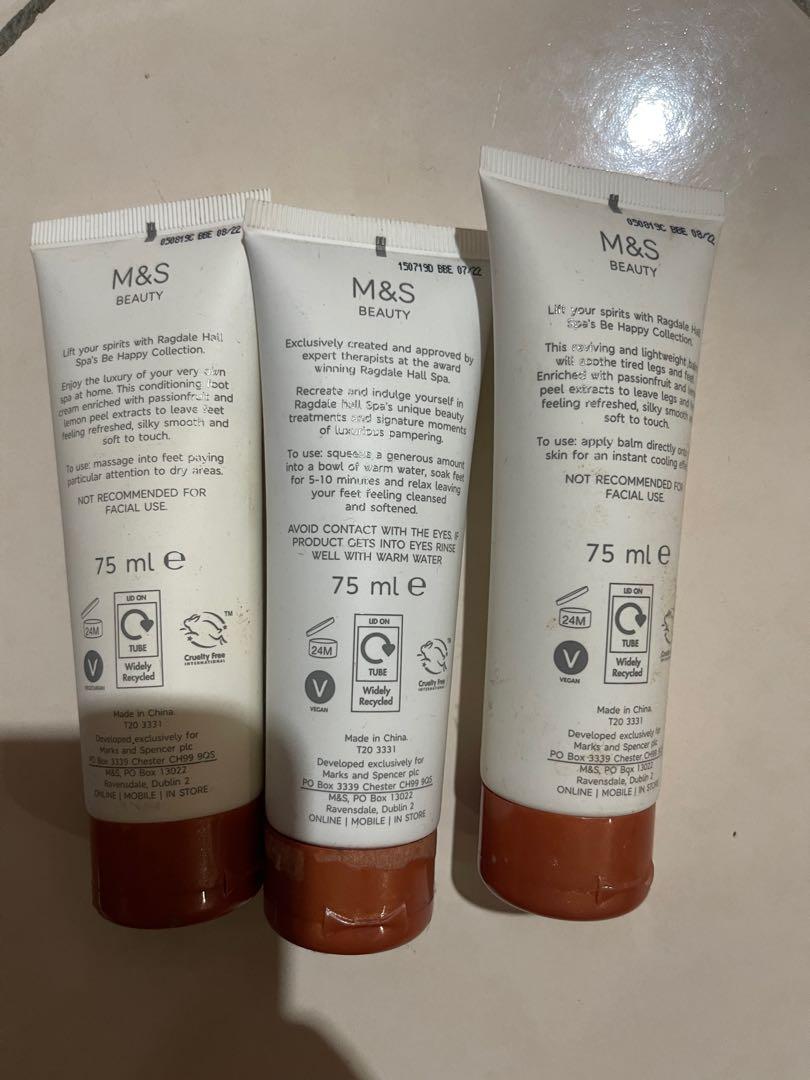 050819C BBE 08/22
M&S
BEAUTY
Lift your spirits with Ragdale Hall
Spa's Be Happy Collection.
Enjoy the luxury of your very own
spa at home. This conditioning foot
cream enriched with passionfruit and
lemon peel extracts to leave feet
feeling refreshed, silky smooth and
soft to touch.
To use: massage into feet paying
particular attention to dry areas.
NOT RECOMMENDED FOR
FACIAL USE.
75 ml e
24M
LID ON
TUBE
Widely
Recycled
TM
Cruelty Free
INTERNATIONAL
V
VEGETARIAN
Made in China.
T20 3331
Developed exclusively for
Marks and Spencer plc
PO Box 3339 Chester CH99 9QS
M&S, PO Box 13022
Ravensdale, Dublin 2
ONLINE | MOBILE | IN STORE
150719D BBE 07/22
M&S
BEAUTY
Exclusively created and approved by
expert therapists at the award
winning Ragdale Hall Spa.
Recreate and indulge yourself in
Ragdale hall Spa's unique beauty
treatments and signature moments
of luxurious pampering.
To use: squeeze a generous amount
into a bowl of warm water, soak feet
for 5-10 minutes and relax leaving
your feet feeling cleansed
and softened.
AVOID CONTACT WITH THE EYES. IF
PRODUCT GETS INTO EYES RINSE
WELL WITH WARM WATER
75 ml e
24M
LID ON
TUBE
Widely
Recycled
TM
Cruelty Free
INTERNATIONAL
V
VEGAN
Made in China.
T20 3331
Developed exclusively for
Marks and Spencer plc
PO Box 3339 Chester CH99 9QS
M&S, PO Box 13022
Ravensdale, Dublin 2
ONLINE | MOBILE | IN STORE
050819C BBE 08/22
M&S
BEAUTY
Lift your spirits with Ragdale Hall
Spa's Be Happy Collection.
This reviving and lightweight balm
will soothe tired legs and feet.
Enriched with passionfruit and lemon
peel extracts to leave legs and
feeling refreshed, silky smooth
soft to touch.
To use: apply balm directly onto
skin for an instant cooling effect
NOT RECOMMENDED FOR
FACIAL USE.
75 ml e
24M
LID ON
TUBE
Widely
Recycled
V
VEGAN
Made in China.
T20 3331
Developed exclusively for
Marks and Spencer plc
PO Box 3339 Chester CH99
M&S, PO Box 13022
Ravensdale, Dublin 2
ONLINE | MOBILE | IN STORE